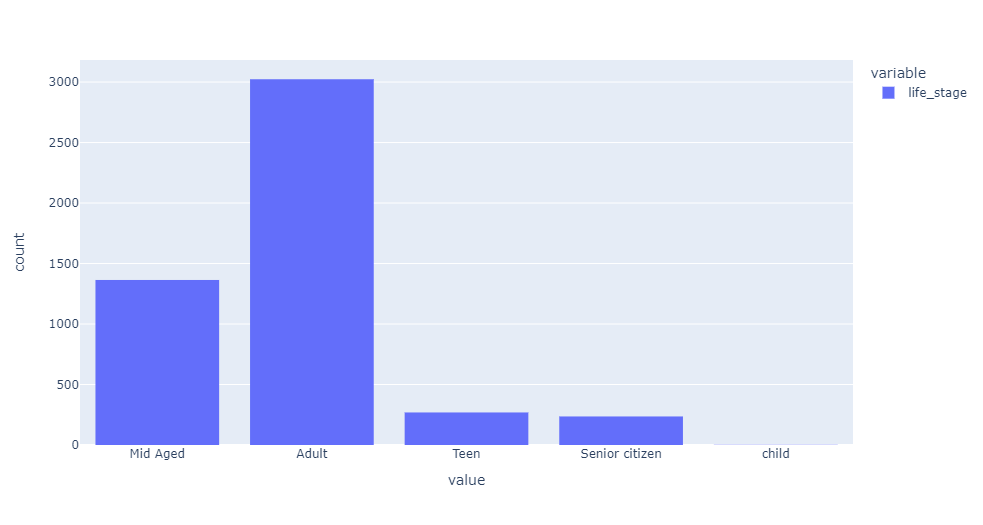 variable
life_stage
3000
2500
2000
1500
1000
500
0
count
Mid Aged
Adult
Teen
Senior citizen
child
value